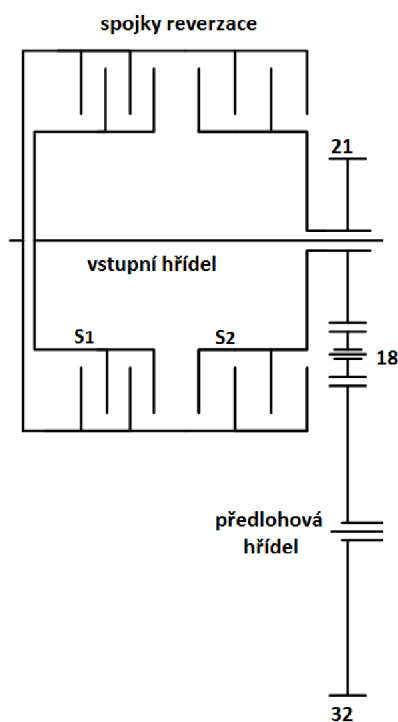 spojky reverzace
21
vstupní hřídel
S1 S2
18
předlohová
hřídel
32